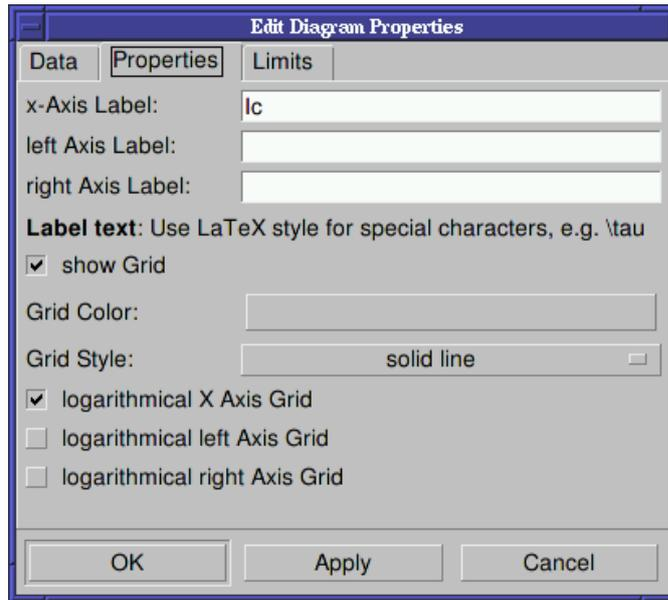 Edit Diagram Properties
Data Properties Limits
x-Axis Label: Ic
left Axis Label:
right Axis Label:
Label text: Use LaTeX style for special characters, e.g. \tau
show Grid
Grid Color:
Grid Style: solid line
logarithmical X Axis Grid
logarithmical left Axis Grid
logarithmical right Axis Grid
OK Apply Cancel